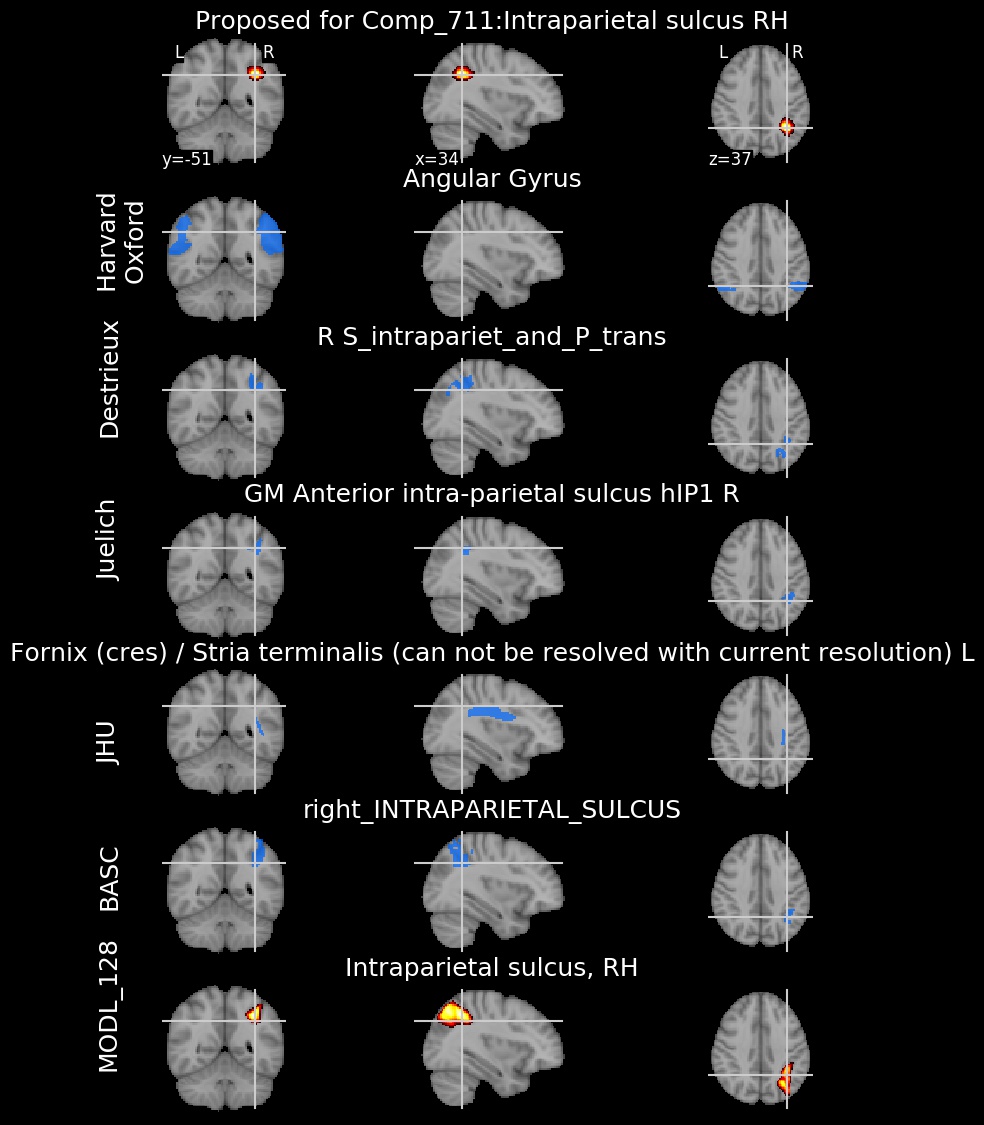 Proposed for Comp_711:Intraparietal sulcus RH
L R
L R
y=-51
x=34
z=37
Angular Gyrus
Harvard
Oxford
R S_intrapariet_and_P_trans
Destrieux
GM Anterior intra-parietal sulcus hIP1 R
Juelich
Fornix (cres) / Stria terminalis (can not be resolved with current resolution) L
JHU
right_INTRAPARIETAL_SULCUS
BASC
Intraparietal sulcus, RH
MODL_128